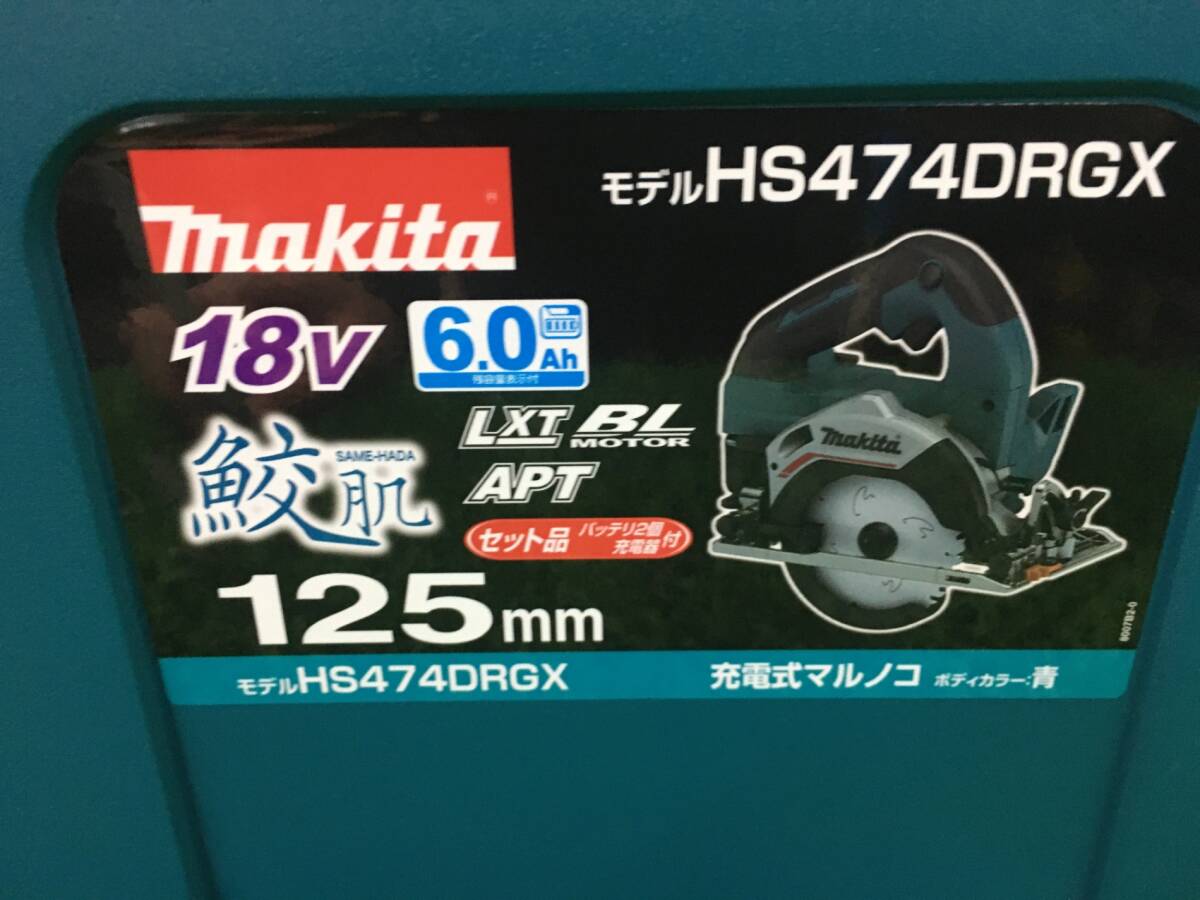 makita
モデルHS474DRGX
18V
6.0Ah
残容量表示付
LXT BL MOTOR
APT
鮫肌
SAME-HADA
セット品 バッテリ2個 充電器 付
125mm
makita
8007B2-0
モデルHS474DRGX
充電式マルノコ ボディカラー:青